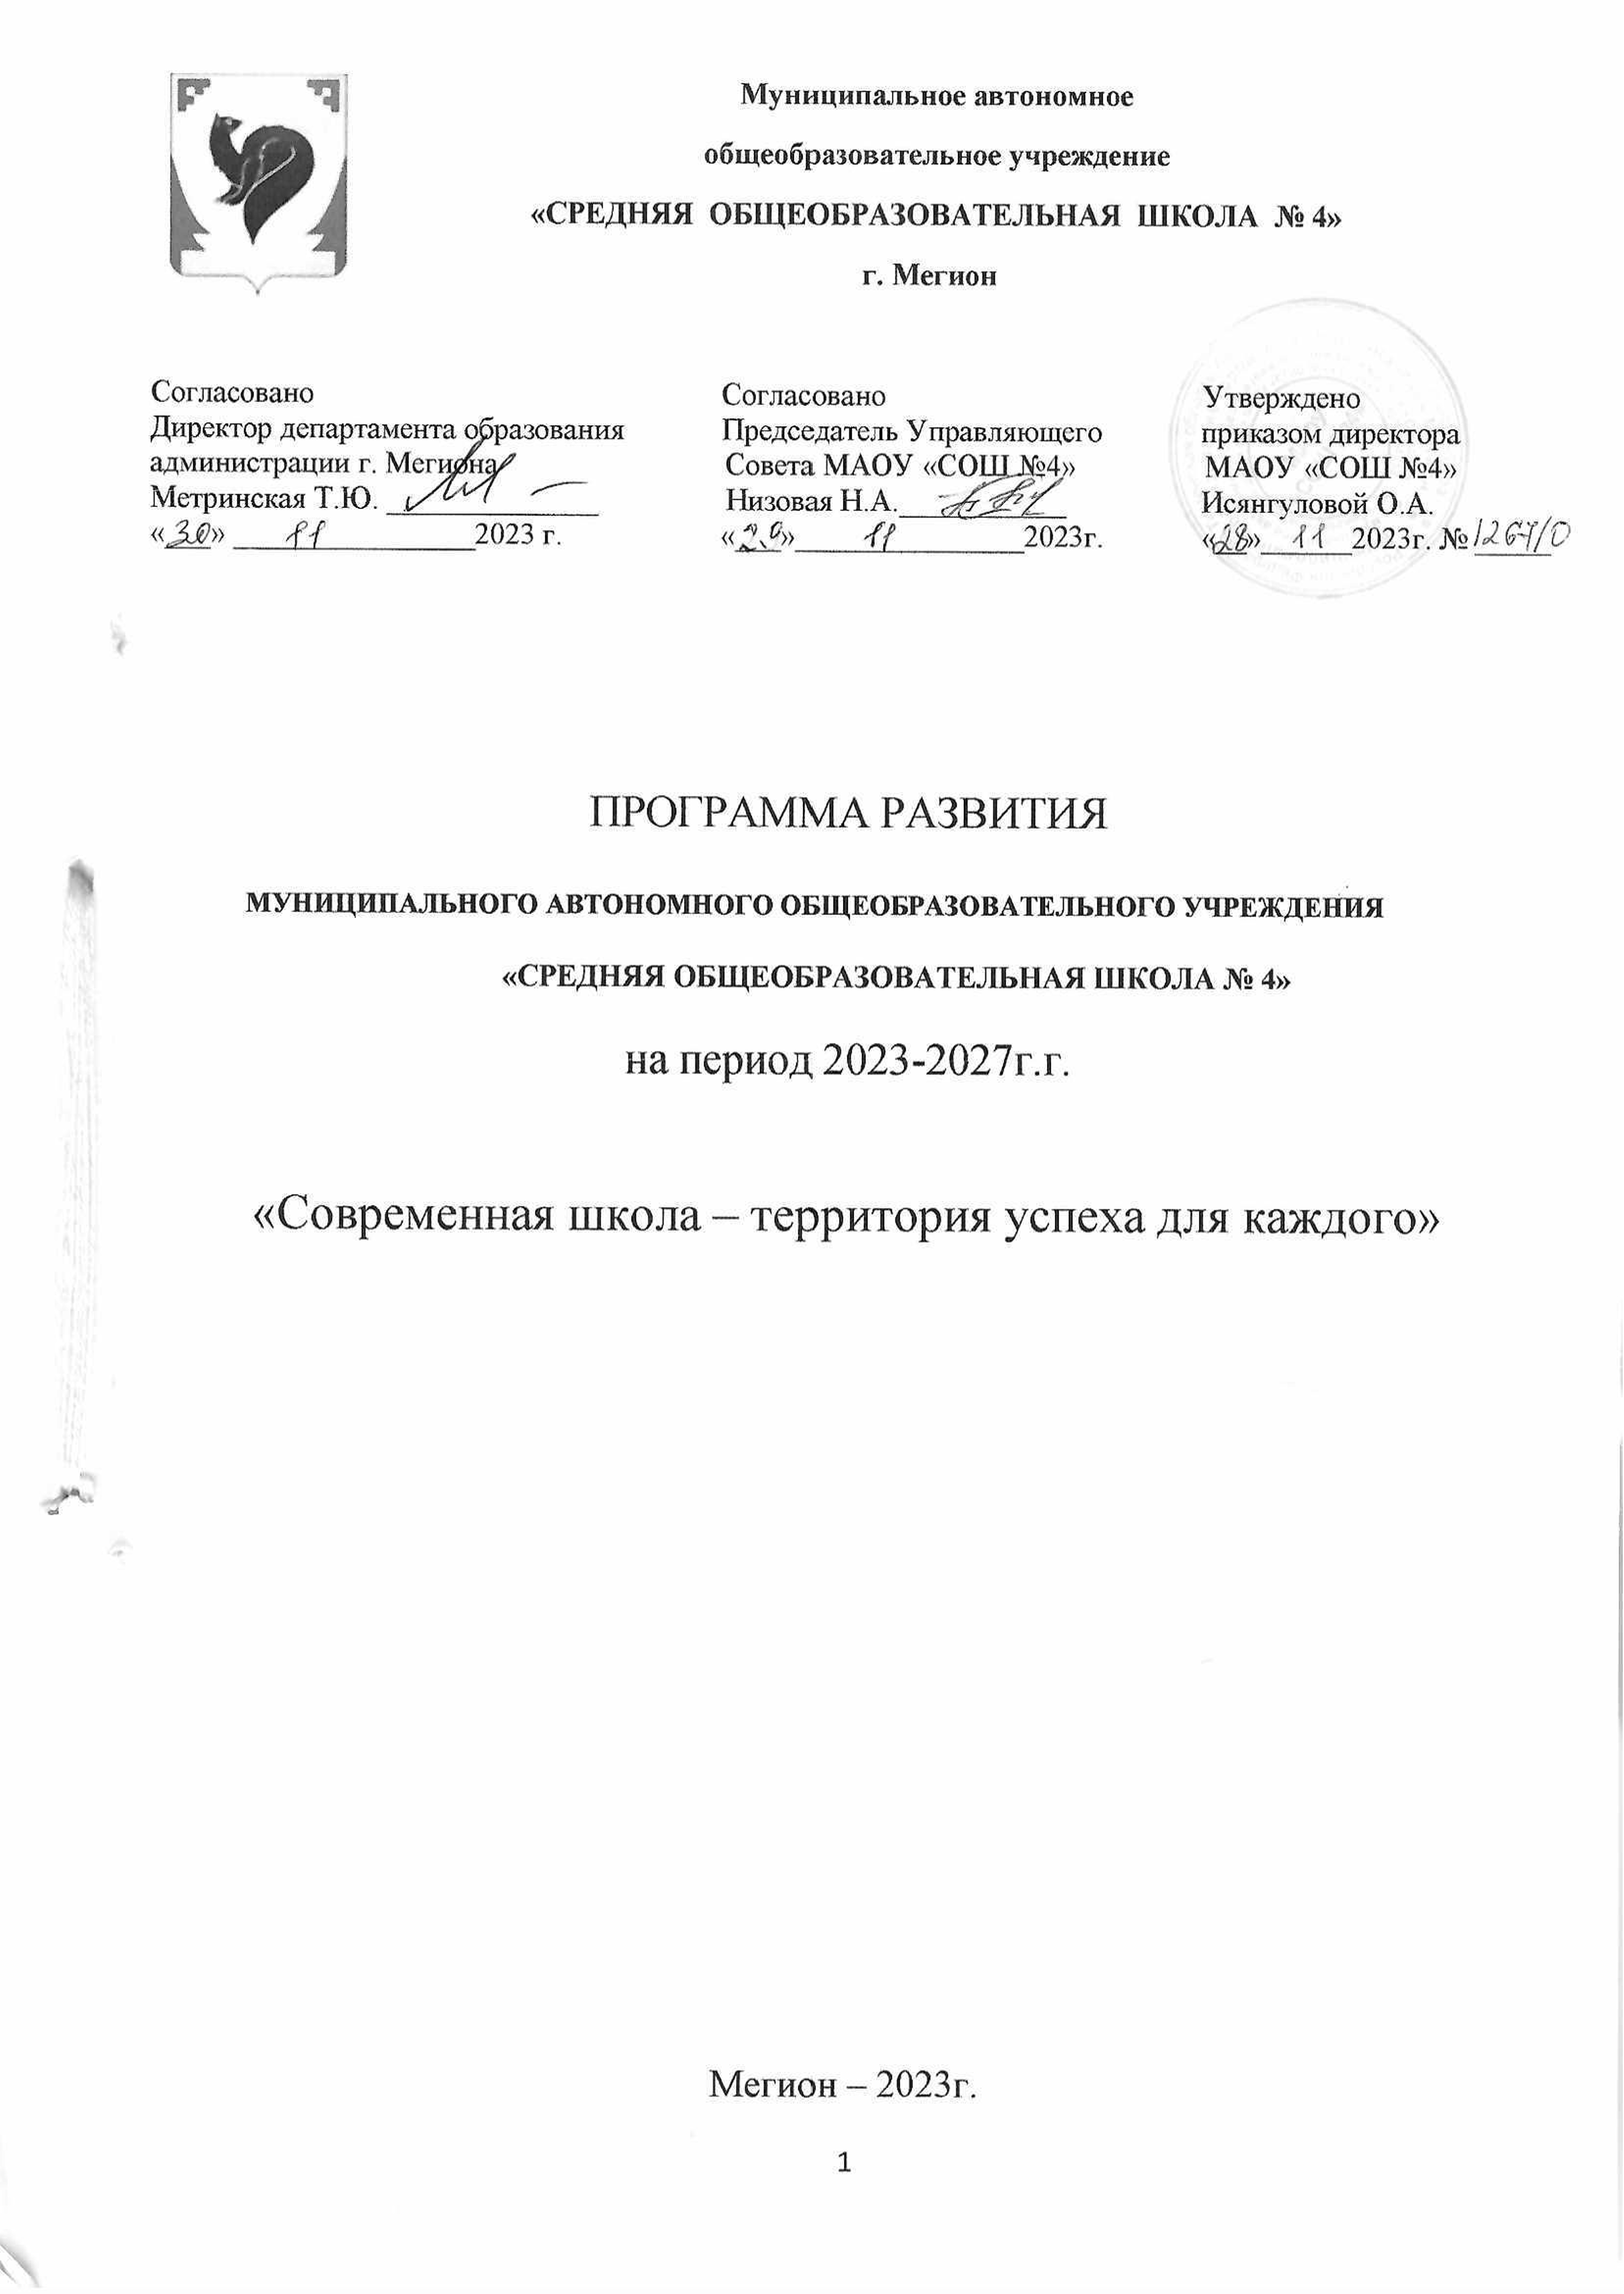 Муниципальное автономное
общеобразовательное учреждение
«СРЕДНЯЯ ОБЩЕОБРАЗОВАТЕЛЬНАЯ ШКОЛА № 4»
г. Мегион
Согласовано
Директор департамента образования
администрации г. Мегиона
Метринская Т.Ю.
«30» 11 2023 г.
Согласовано
Председатель Управляющего
Совета МАОУ «СОШ №4»
Низовая Н.А.
«29» 11 2023г.
Утверждено
приказом директора
МАОУ «СОШ №4»
Исянгуловой О.А.
«28» 11 2023г. № 1267/О
ПРОГРАММА РАЗВИТИЯ
МУНИЦИПАЛЬНОГО АВТОНОМНОГО ОБЩЕОБРАЗОВАТЕЛЬНОГО УЧРЕЖДЕНИЯ
«СРЕДНЯЯ ОБЩЕОБРАЗОВАТЕЛЬНАЯ ШКОЛА № 4»
на период 2023-2027г.г.
«Современная школа – территория успеха для каждого»
Мегион – 2023г.
1